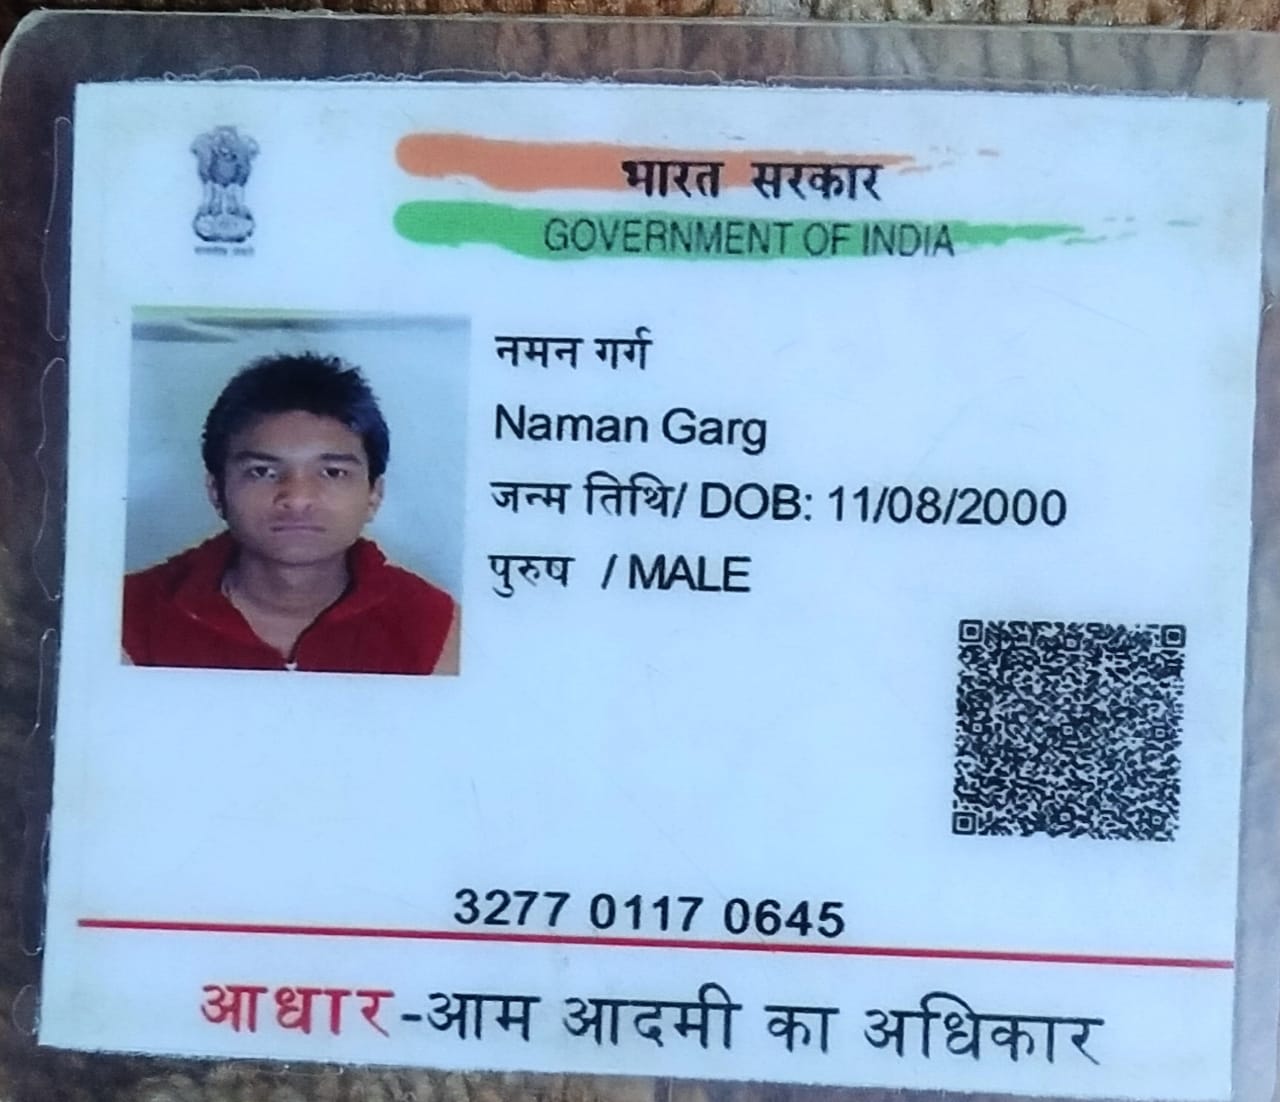 भारत सरकार
GOVERNMENT OF INDIA
नमन गर्ग
Naman Garg
जन्म तिथि/ DOB: 11/08/2000
पुरुष / MALE
3277 0117 0645
आधार-आम आदमी का अधिकार